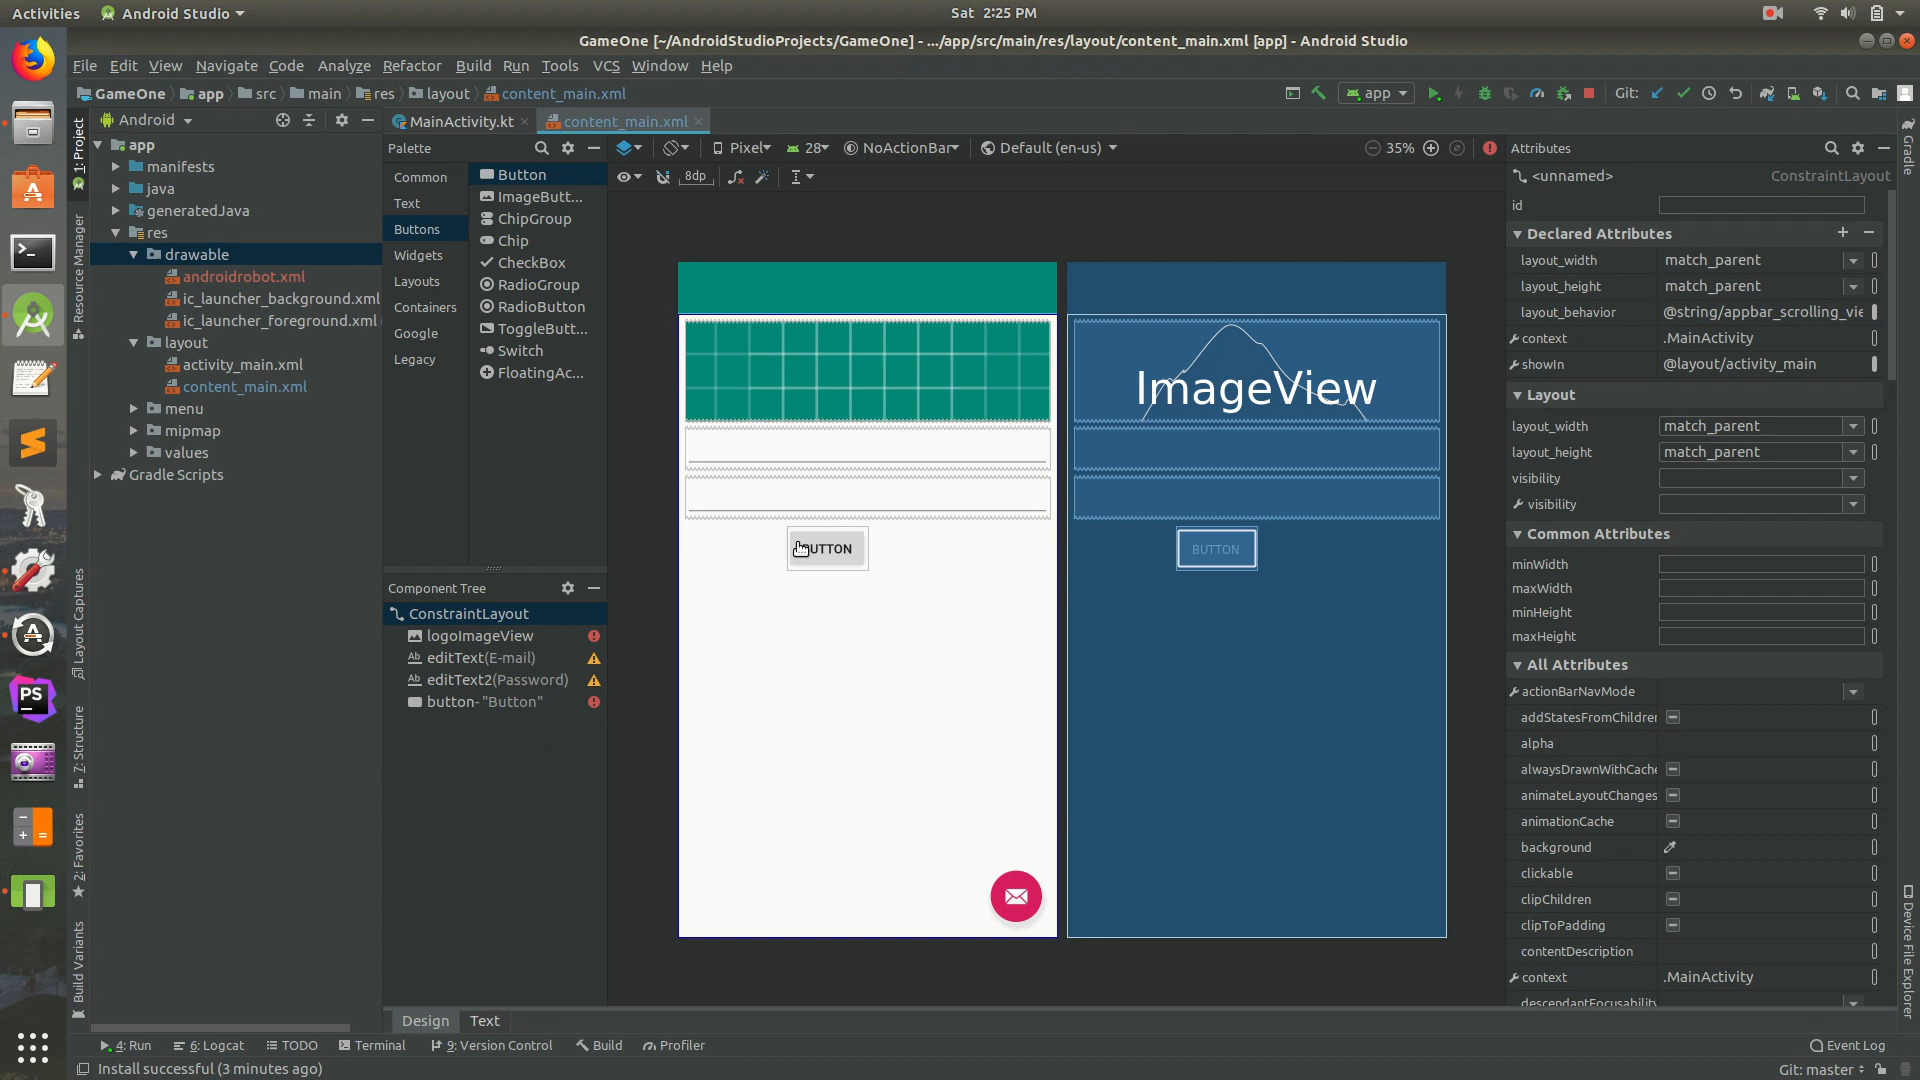 Activities
Android Studio
Sat 2:25 PM
GameOne [~/AndroidStudioProjects/GameOne] - .../app/src/main/res/layout/content_main.xml [app] - Android Studio
File Edit View Navigate Code Analyze Refactor Build Run Tools VCS Window Help
GameOne app src main res layout content_main.xml
app
Git:
Android
MainActivity.kt
content_main.xml
1: Project
Resource Manager
Layout Captures
7: Structure
2: Favorites
Build Variants
app
manifests
java
generatedJava
res
drawable
androidrobot.xml
ic_launcher_background.xml
ic_launcher_foreground.xml
layout
activity_main.xml
content_main.xml
menu
mipmap
values
Gradle Scripts
Palette
Common
Text
Buttons
Widgets
Layouts
Containers
Google
Legacy
Button
ImageButt...
ChipGroup
Chip
CheckBox
RadioGroup
RadioButton
ToggleButt...
Switch
FloatingAc...
Component Tree
ConstraintLayout
logoImageView
Ab editText(E-mail)
Ab editText2(Password)
button- "Button"
Pixel
28
NoActionBar
Default (en-us)
35%
8dp
BUTTON
ImageView
BUTTON
Attributes
<unnamed>
ConstraintLayout
id
Declared Attributes
layout_width match_parent
layout_height match_parent
layout_behavior @string/appbar_scrolling_vie
context .MainActivity
showIn @layout/activity_main
Layout
layout_width match_parent
layout_height match_parent
visibility
visibility
Common Attributes
minWidth
maxWidth
minHeight
maxHeight
All Attributes
actionBarNavMode
addStatesFromChildren
alpha
alwaysDrawnWithCache
animateLayoutChanges
animationCache
background
clickable
clipChildren
clipToPadding
contentDescription
context .MainActivity
descendantFocusability
Gradle
Device File Explorer
Design
Text
4: Run
6: Logcat
TODO
Terminal
9: Version Control
Build
Profiler
Event Log
Install successful (3 minutes ago)
Git: master
PS